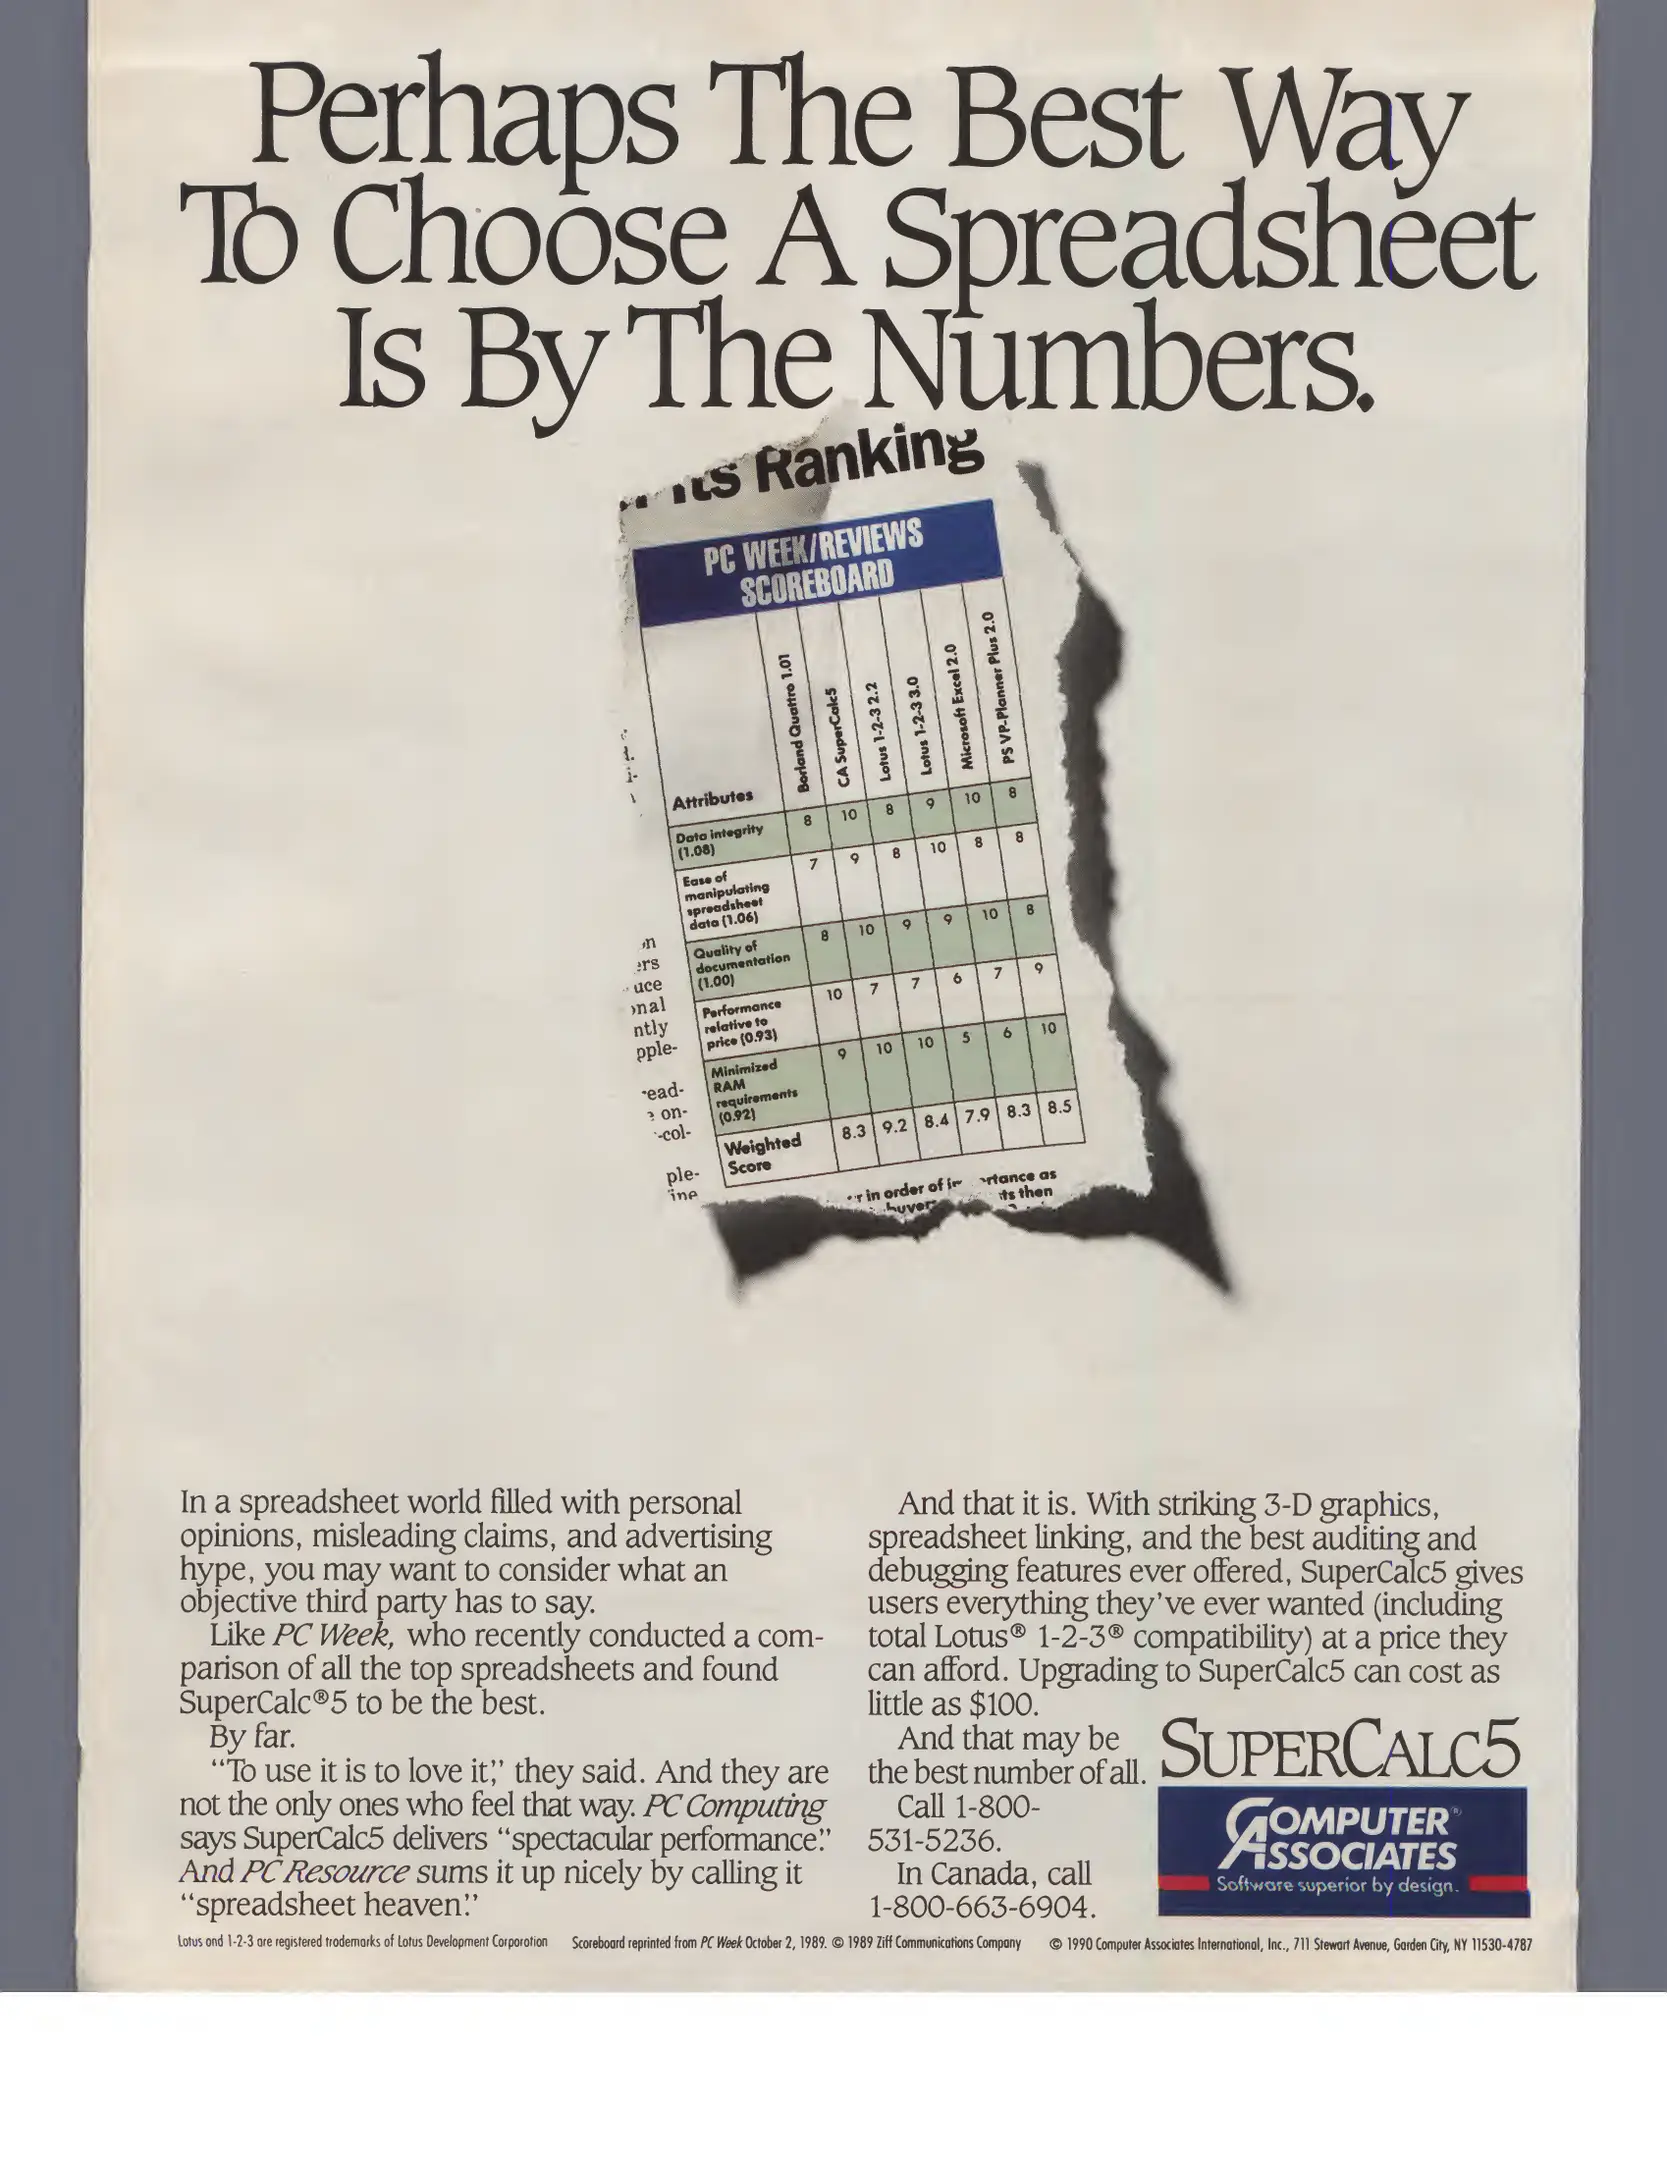 Perhaps The Best Way
To Choose A Spreadsheet
Is By The Numbers.
Ranking
PC WEEK/REVIEWS
SCOREBOARD
Attributes
Borland Quattro 1.01
CA SuperCalc5
Lotus 1-2-3 2.2
Lotus 1-2-3 3.0
Microsoft Excel 2.0
PS VP-Planner Plus 2.0
Data integrity
(1.08)
8 10 8 9 10 8
Ease of
manipulating
spreadsheet
data (1.06)
7 9 8 10 8 8
Quality of
documentation
(1.00)
8 10 9 9 10 8
Performance
relative to
price (0.93)
10 7 7 6 7 9
Minimized
RAM
requirements
(0.92)
9 10 10 5 6 10
Weighted
Score
8.3 9.2 8.4 7.9 8.3 8.5
in order of
as
then
uce
ntly
pple-
ead-
on-
-col-
ple-
In a spreadsheet world filled with personal
opinions, misleading claims, and advertising
hype, you may want to consider what an
objective third party has to say.
Like PC Week, who recently conducted a com-
parison of all the top spreadsheets and found
SuperCalc®5 to be the best.
By far.
“To use it is to love it,” they said. And they are
not the only ones who feel that way. PC Computing
says SuperCalc5 delivers “spectacular performance.”
And PC Resource sums it up nicely by calling it
“spreadsheet heaven.”
And that it is. With striking 3-D graphics,
spreadsheet linking, and the best auditing and
debugging features ever offered, SuperCalc5 gives
users everything they’ve ever wanted (including
total Lotus® 1-2-3® compatibility) at a price they
can afford. Upgrading to SuperCalc5 can cost as
little as $100.
And that may be
the best number of all.
Call 1-800-
531-5236.
In Canada, call
1-800-663-6904.
SUPERCALC5
COMPUTER®
ASSOCIATES
Software superior by design.
Lotus and 1-2-3 are registered trademarks of Lotus Development Corporation
Scoreboard reprinted from PC Week October 2, 1989. © 1989 Ziff Communications Company
© 1990 Computer Associates International, Inc., 711 Stewart Avenue, Garden City, NY 11530-4787